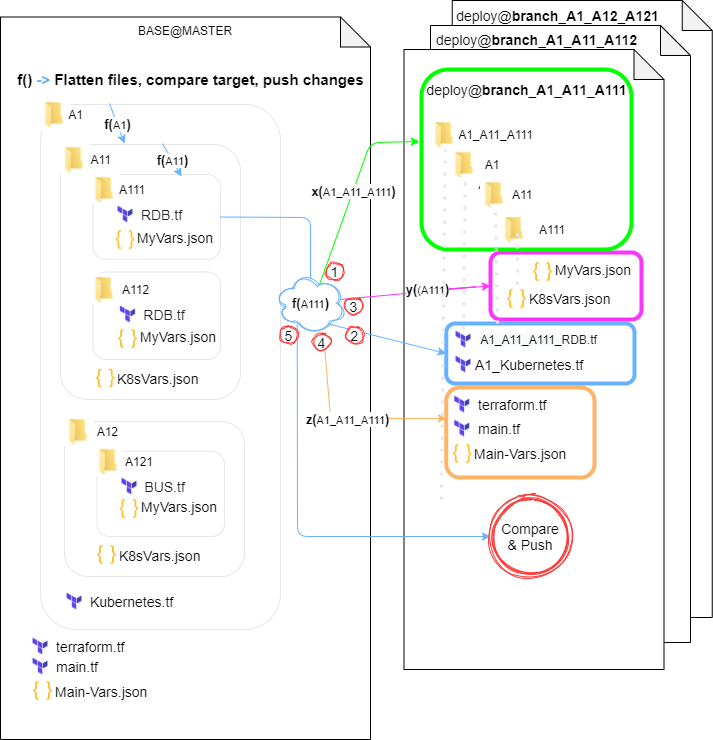 BASE@MASTER
f() -> Flatten files, compare target, push changes
A1
f(A1)
A11
f(A11)
A111
RDB.tf
{} MyVars.json
A112
RDB.tf
{} MyVars.json
{} K8sVars.json
A12
A121
BUS.tf
{} MyVars.json
{} K8sVars.json
Kubernetes.tf
terraform.tf
main.tf
{} Main-Vars.json
x(A1_A11_A111)
1
f(A111)
3
y((A111)
5
4
2
z(A1_A11_A111)
deploy@branch_A1_A12_A121
deploy@branch_A1_A11_A112
deploy@branch_A1_A11_A111
A1_A11_A111
A1
A11
A111
{} MyVars.json
{} K8sVars.json
A1_A11_A111_RDB.tf
A1_Kubernetes.tf
terraform.tf
main.tf
{} Main-Vars.json
Compare
& Push